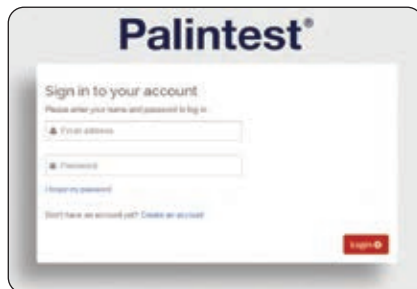 Palintest®
Sign in to your account
Please enter your name and password to log in
Email address
Password
I forgot my password
Don't have an account yet? Create an account
Login